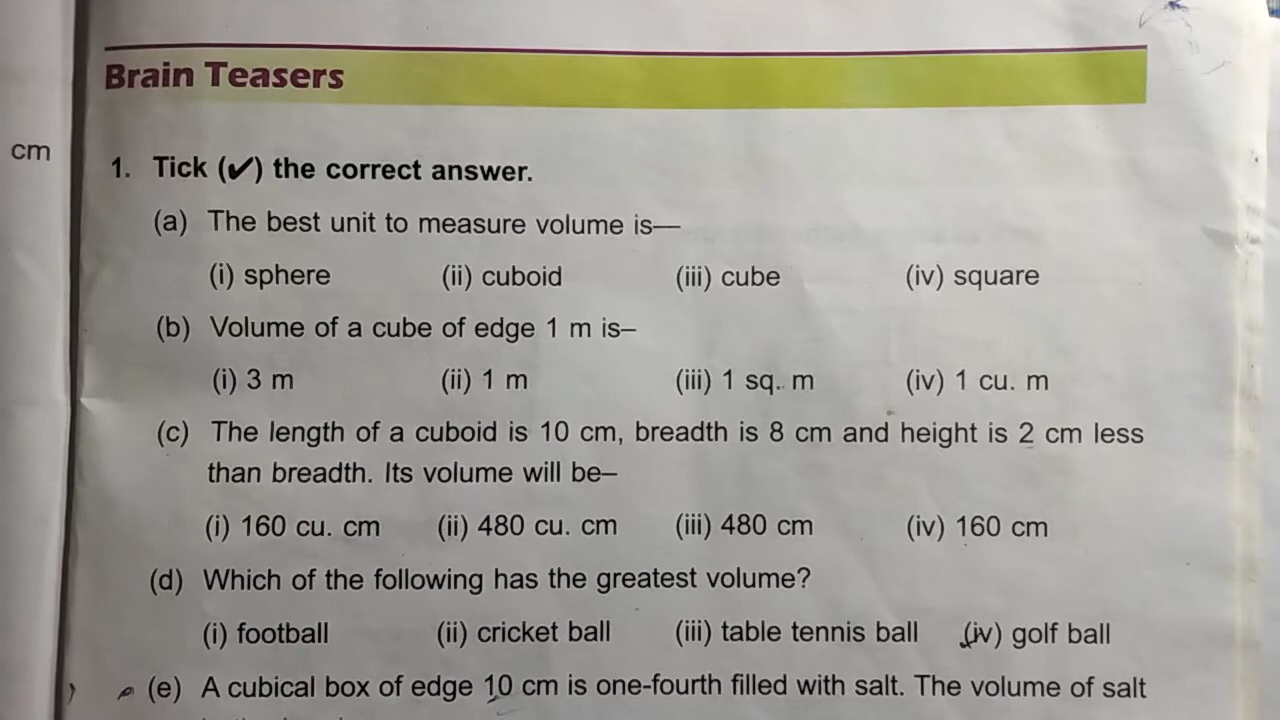 cm
Brain Teasers
1. Tick (✔) the correct answer.
(a) The best unit to measure volume is—
(i) sphere (ii) cuboid (iii) cube (iv) square
(b) Volume of a cube of edge 1 m is–
(i) 3 m (ii) 1 m (iii) 1 sq. m (iv) 1 cu. m
(c) The length of a cuboid is 10 cm, breadth is 8 cm and height is 2 cm less
than breadth. Its volume will be–
(i) 160 cu. cm (ii) 480 cu. cm (iii) 480 cm (iv) 160 cm
(d) Which of the following has the greatest volume?
(i) football (ii) cricket ball (iii) table tennis ball (iv) golf ball
(e) A cubical box of edge 10 cm is one-fourth filled with salt. The volume of salt